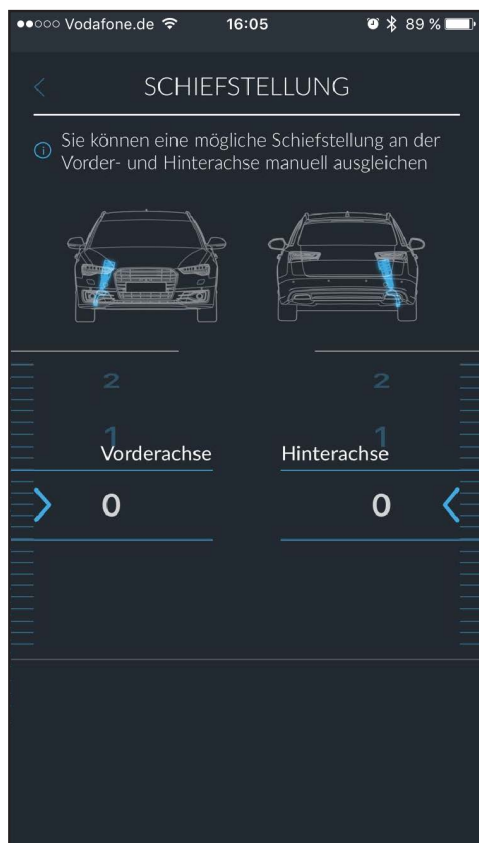 Vodafone.de 16:05 89 %
SCHIEFSTELLUNG
Sie können eine mögliche Schiefstellung an der
Vorder- und Hinterachse manuell ausgleichen
2 2
1 1
Vorderachse Hinterachse
0 0